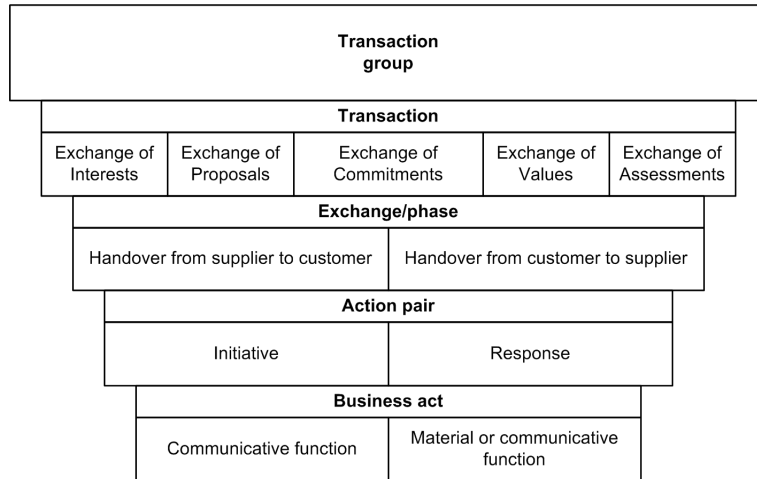 Transaction
group
Transaction
Exchange of
Interests
Exchange of
Proposals
Exchange of
Commitments
Exchange of
Values
Exchange of
Assessments
Exchange/phase
Handover from supplier to customer
Handover from customer to supplier
Action pair
Initiative
Response
Business act
Communicative function
Material or communicative
function